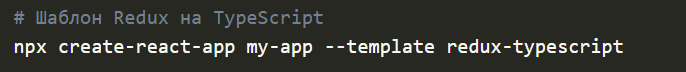 # Шаблон Redux на TypeScript
npx create-react-app my-app --template redux-typescript